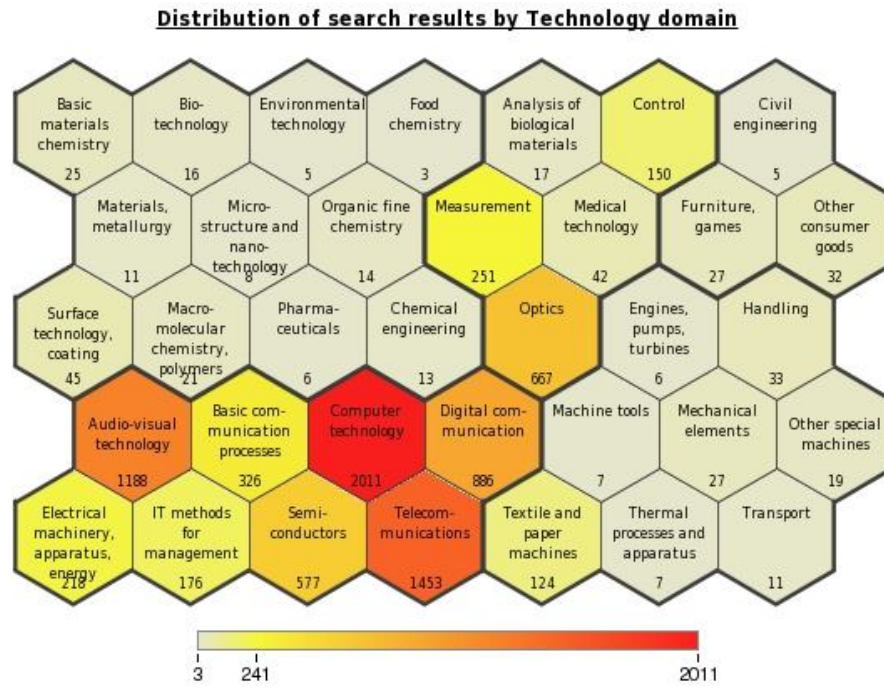 Distribution of search results by Technology domain
Basic
materials
chemistry
25
Bio-
technology
16
Environmental
technology
5
Food
chemistry
3
Analysis of
biological
materials
17
Control
150
Civil
engineering
5
Materials,
metallurgy
11
Micro-
structure and
nano-
technology
8
Organic fine
chemistry
14
Measurement
251
Medical
technology
42
Furniture,
games
27
Other
consumer
goods
32
Surface
technology,
coating
45
Macro-
molecular
chemistry,
polymers
21
Pharma-
ceuticals
6
Chemical
engineering
13
Optics
667
Engines,
pumps,
turbines
6
Handling
33
Audio-visual
technology
1188
Basic com-
munication
processes
326
Computer
technology
2011
Digital com-
munication
886
Machine tools
7
Mechanical
elements
27
Other special
machines
19
Electrical
machinery,
apparatus,
energy
218
IT methods
for
management
176
Semi-
conductors
577
Telecom-
munications
1453
Textile and
paper
machines
124
Thermal
processes and
apparatus
7
Transport
11
3
241
2011